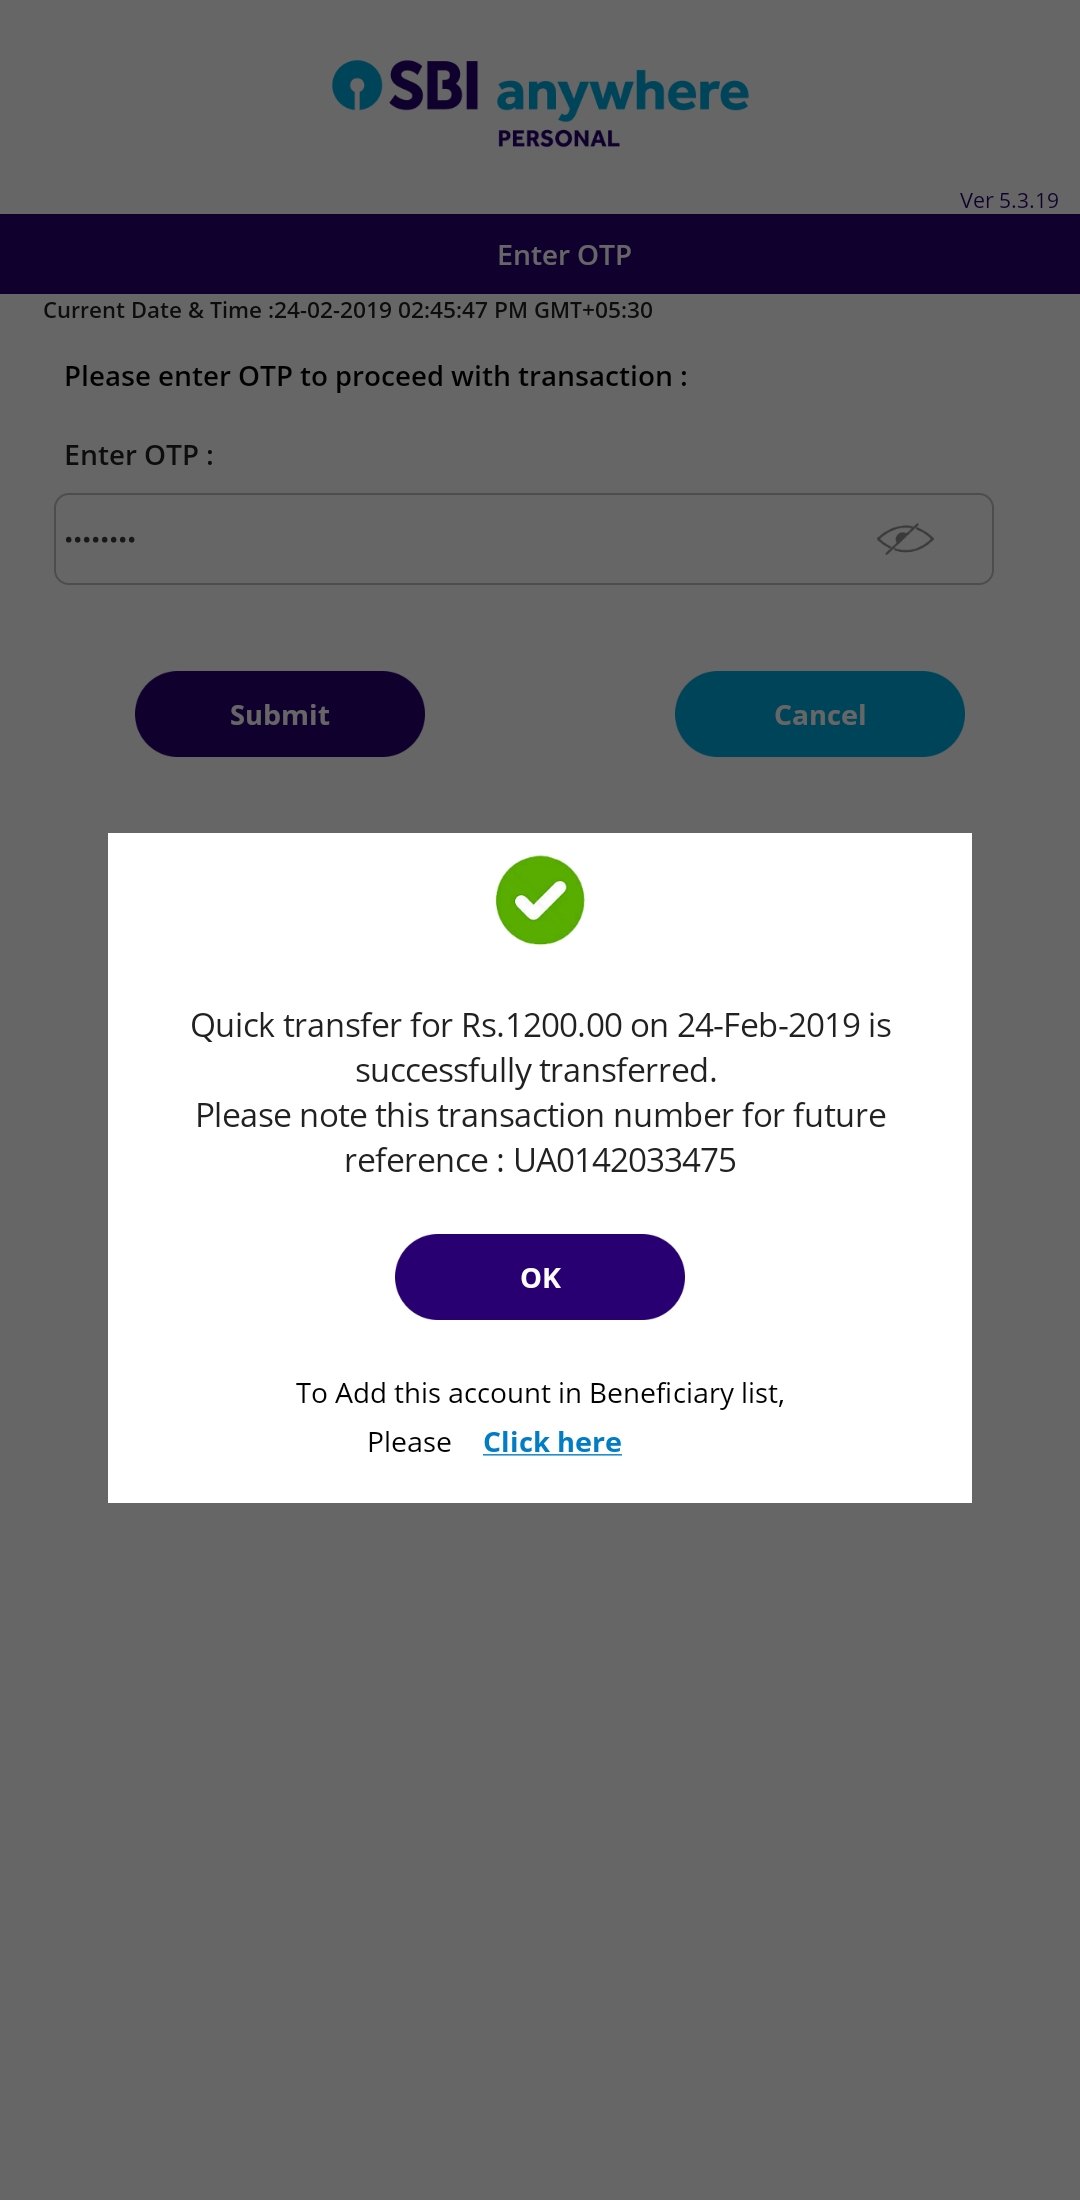 SBI anywhere
PERSONAL
Ver 5.3.19
Enter OTP
Current Date & Time :24-02-2019 02:45:47 PM GMT+05:30
Please enter OTP to proceed with transaction :
Enter OTP :
••••••••
Submit Cancel
Quick transfer for Rs.1200.00 on 24-Feb-2019 is
successfully transferred.
Please note this transaction number for future
reference : UA0142033475
OK
To Add this account in Beneficiary list,
Please Click here